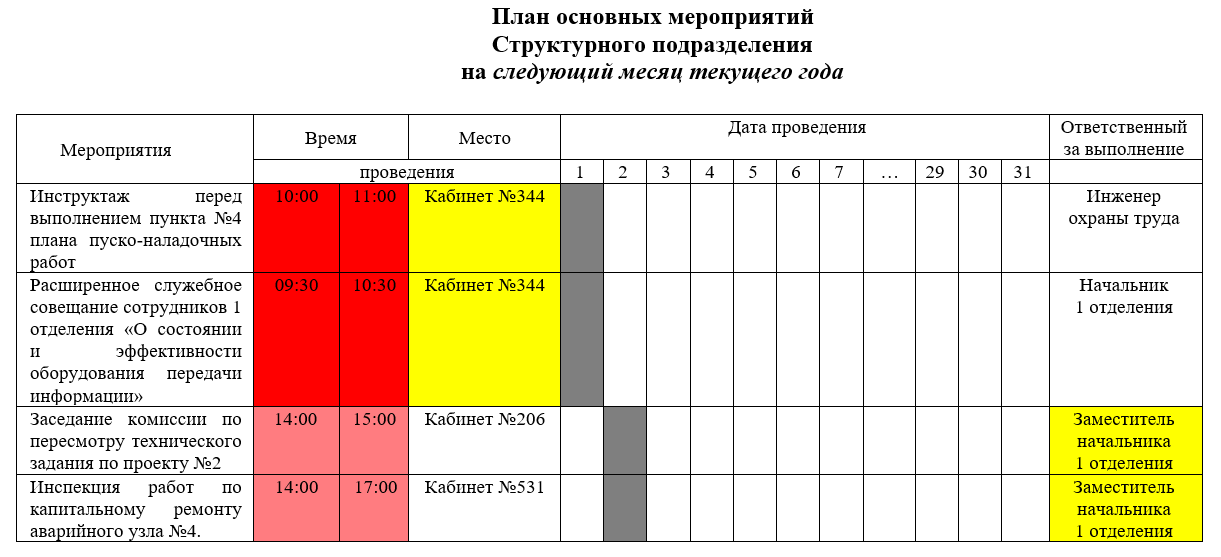 План основных мероприятий
Структурного подразделения
на следующий месяц текущего года
Мероприятия
Время
Место
проведения
Дата проведения
1 2 3 4 5 6 7 … 29 30 31
Ответственный
за выполнение
Инструктаж перед
выполнением пункта №4
плана пуско-наладочных
работ
10:00 11:00 Кабинет №344
Инженер
охраны труда
Расширенное служебное
совещание сотрудников 1
отделения «О состоянии
и эффективности
оборудования передачи
информации»
09:30 10:30 Кабинет №344
Начальник
1 отделения
Заседание комиссии по
пересмотру технического
задания по проекту №2
14:00 15:00 Кабинет №206
Заместитель
начальника
1 отделения
Инспекция работ по
капитальному ремонту
аварийного узла №4.
14:00 17:00 Кабинет №531
Заместитель
начальника
1 отделения